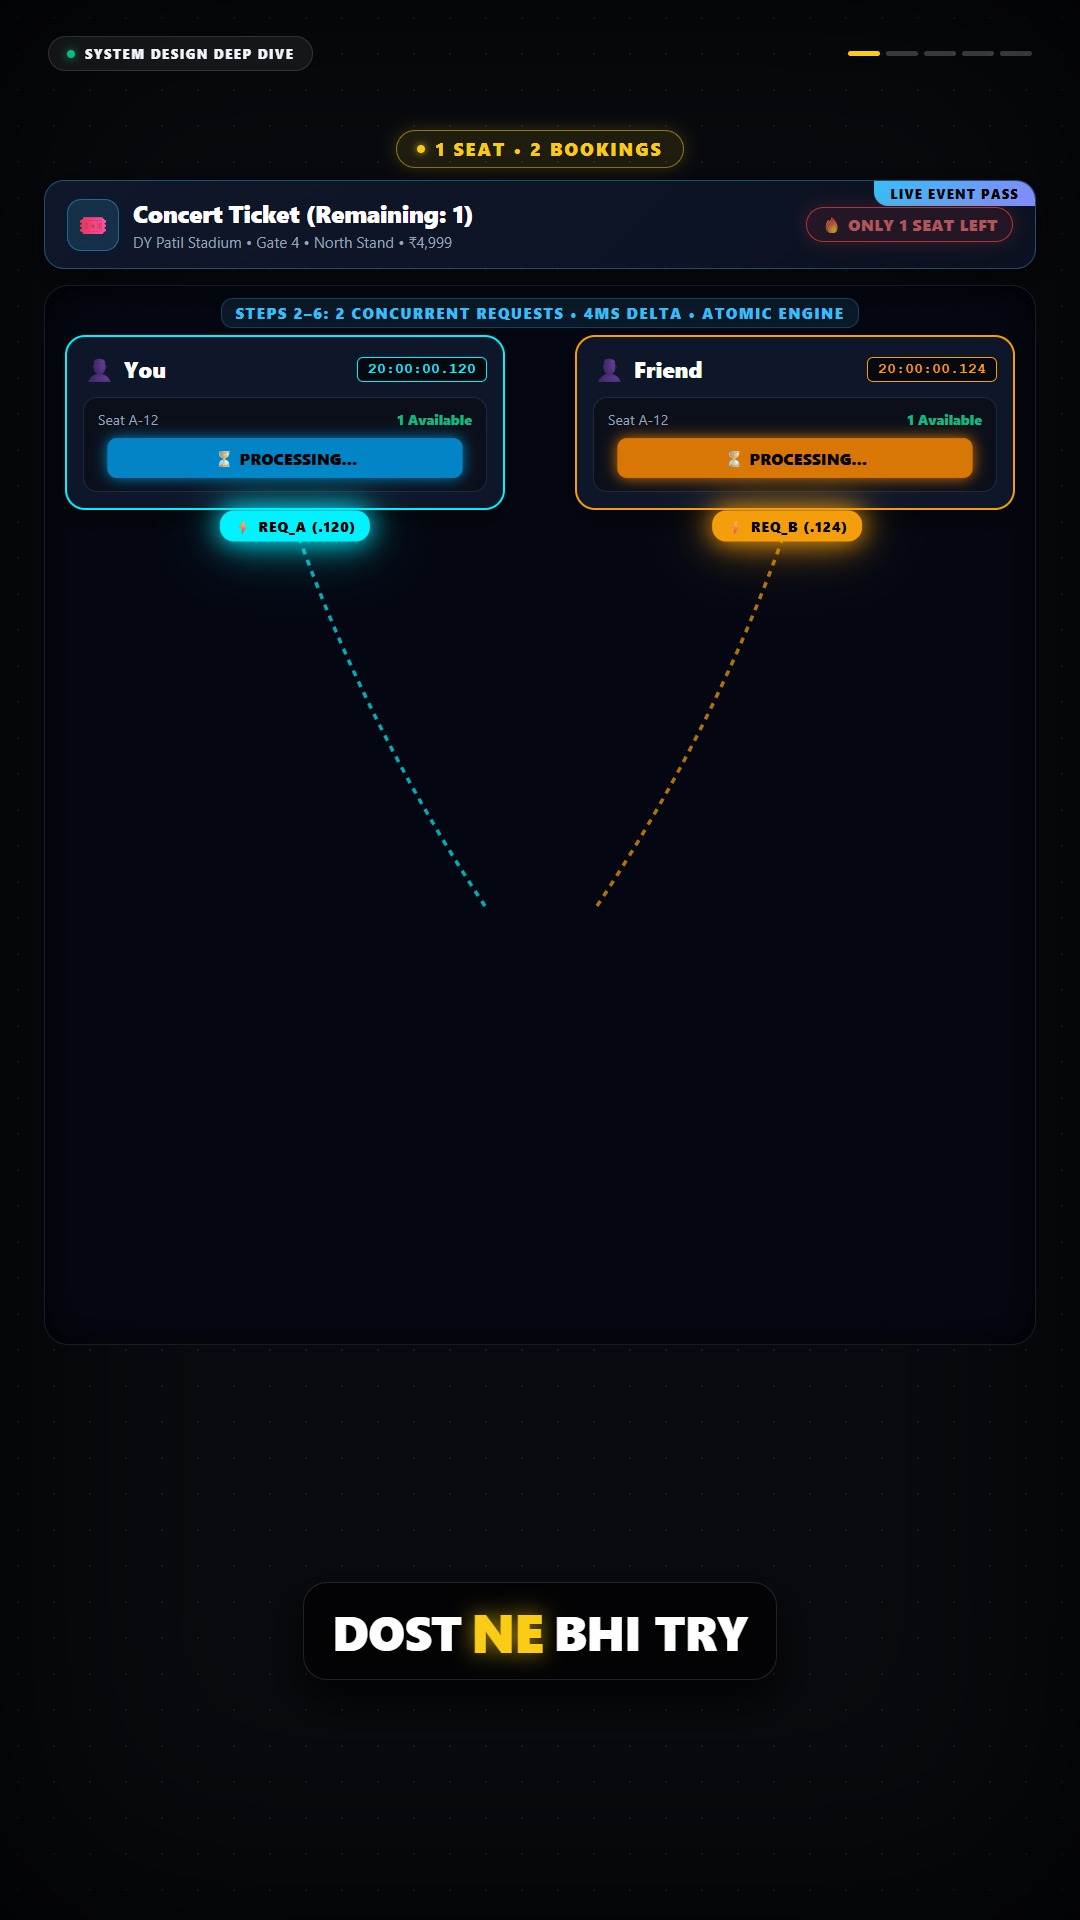 SYSTEM DESIGN DEEP DIVE
1 SEAT • 2 BOOKINGS
LIVE EVENT PASS
Concert Ticket (Remaining: 1)
DY Patil Stadium • Gate 4 • North Stand • ₹4,999
🔥 ONLY 1 SEAT LEFT
STEPS 2–6: 2 CONCURRENT REQUESTS • 4MS DELTA • ATOMIC ENGINE
You
20:00:00.120
Seat A-12
1 Available
⏳ PROCESSING...
⚡ REQ_A (.120)
Friend
20:00:00.124
Seat A-12
1 Available
⏳ PROCESSING...
⚡ REQ_B (.124)
DOST NE BHI TRY